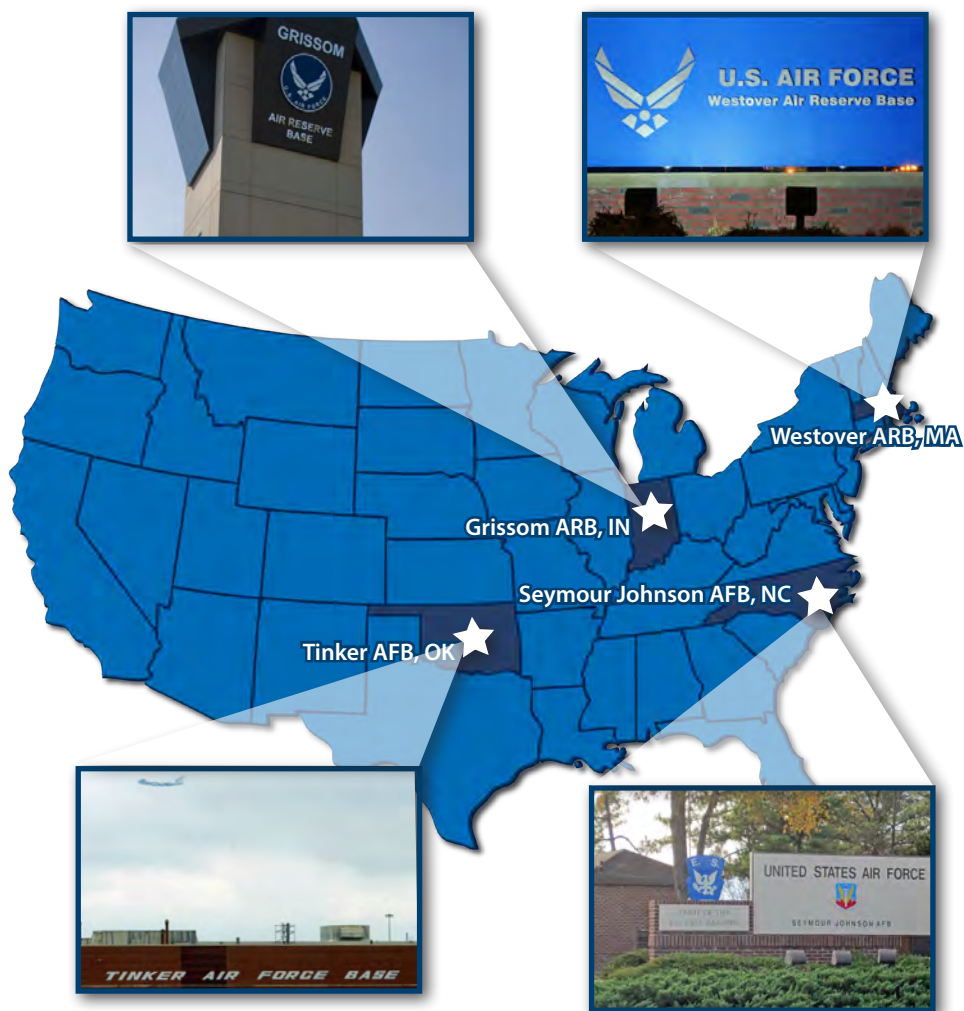 GRISSOM
U.S. AIR FORCE
AIR RESERVE
BASE
U.S. AIR FORCE
Westover Air Reserve Base
Westover ARB, MA
Grissom ARB, IN
Seymour Johnson AFB, NC
Tinker AFB, OK
TINKER AIR FORCE BASE
E. S.
UNITED STATES AIR FORCE
SEYMOUR JOHNSON AFB